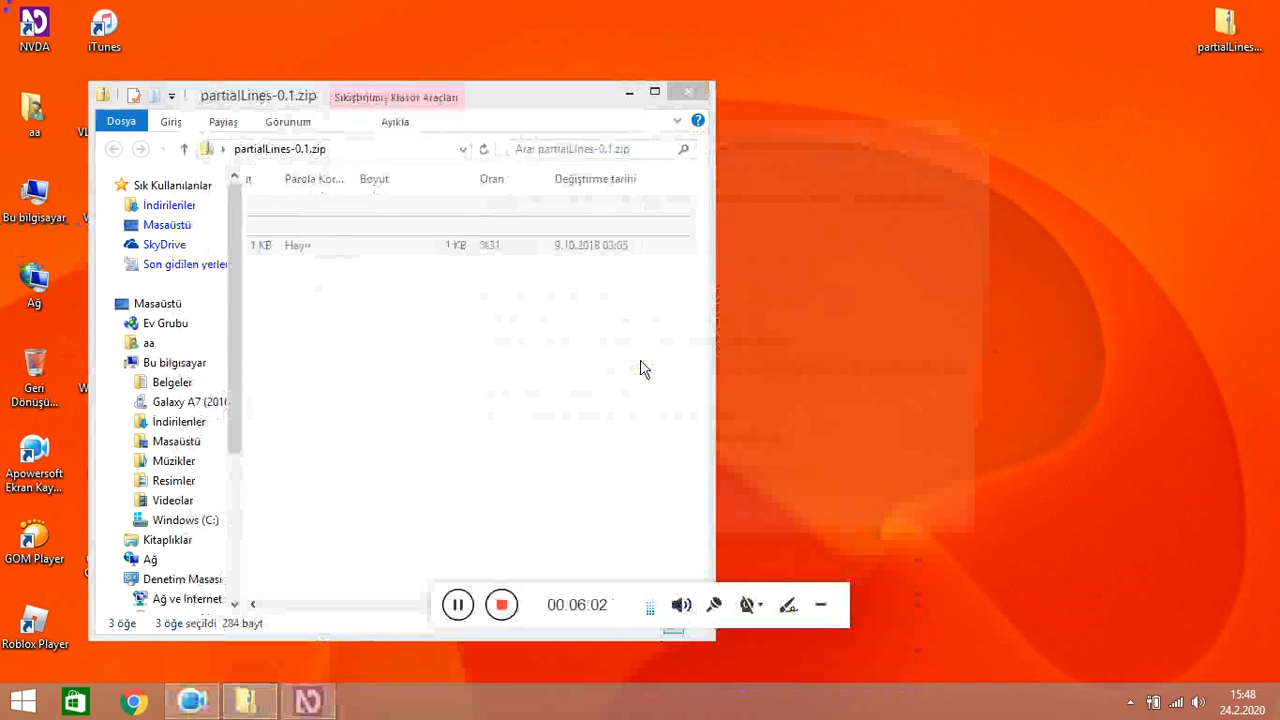 NVDA
iTunes
partialLines...
aa
VL
Bu bilgisayar
Ağ
Geri
Dönüşü...
Apowersoft
Ekran Kay...
GOM Player
Roblox Player
partialLines-0.1.zip
Sıkıştırılmış Klasör Araçları
Dosya
Giriş
Paylaş
Görünüm
Ayıkla
partialLines-0.1.zip
Ara: partialLines-0.1.zip
Parola Kor...
Boyut
Oran
Değiştirme tarihi
1 KB
Hayır
1 KB
%31
9.10.2018 03:05
Sık Kullanılanlar
İndirilenler
Masaüstü
SkyDrive
Son gidilen yerler
Masaüstü
Ev Grubu
aa
Bu bilgisayar
Belgeler
Galaxy A7 (2016
İndirilenler
Masaüstü
Müzikler
Resimler
Videolar
Windows (C:)
Kitaplıklar
Ağ
Denetim Masası
Ağ ve Internet
3 öğe
3 öğe seçildi
284 bayt
00:06:02
15:48
24.2.2020